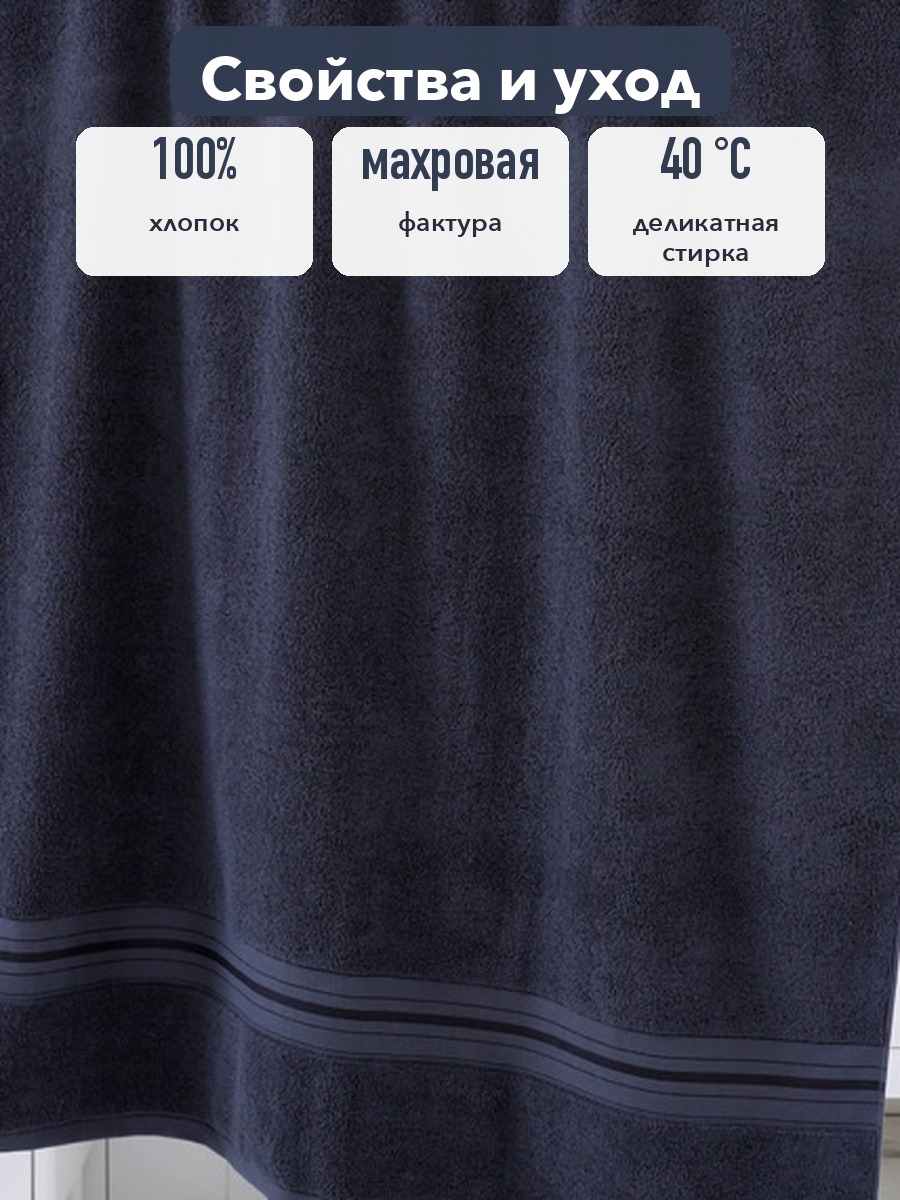 Свойства и уход
100%
хлопок
махровая
фактура
40 °C
деликатная
стирка